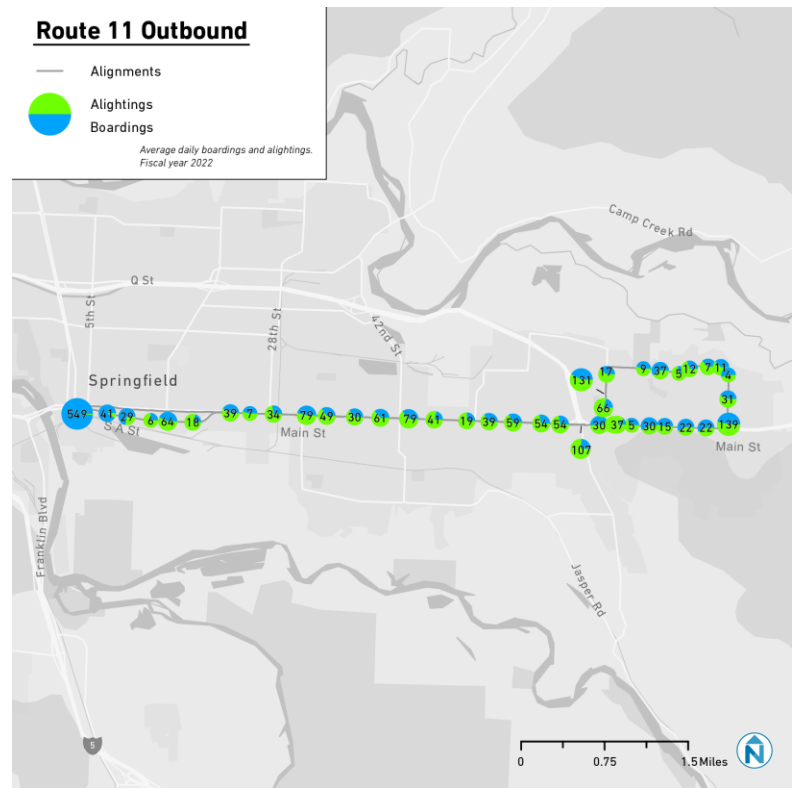 Route 11 Outbound
Alignments
Alightings
Boardings
Average daily boardings and alightings.
Fiscal year 2022
Camp Creek Rd
Q St
5th St
28th St
42nd St
Springfield
131
17
9
37
5
12
7
11
4
31
66
549
41
29
6
64
18
39
7
34
79
49
30
61
79
41
19
39
59
54
54
30
37
5
30
15
22
22
139
S A St
Main St
Main St
107
Franklin Blvd
Jasper Rd
5
0
0.75
1.5 Miles
N